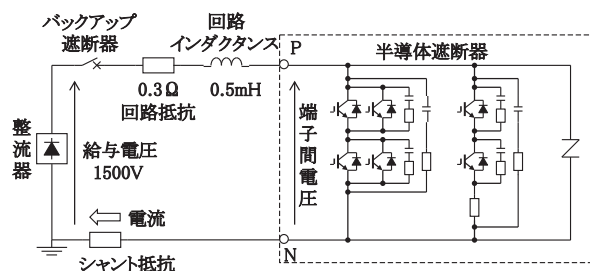 バックアップ
遮断器
回路
インダクタンス
P
半導体遮断器
0.3Ω
0.5mH
回路抵抗
整流器
給与電圧
1500V
端子間電圧
電流
シャント抵抗
N